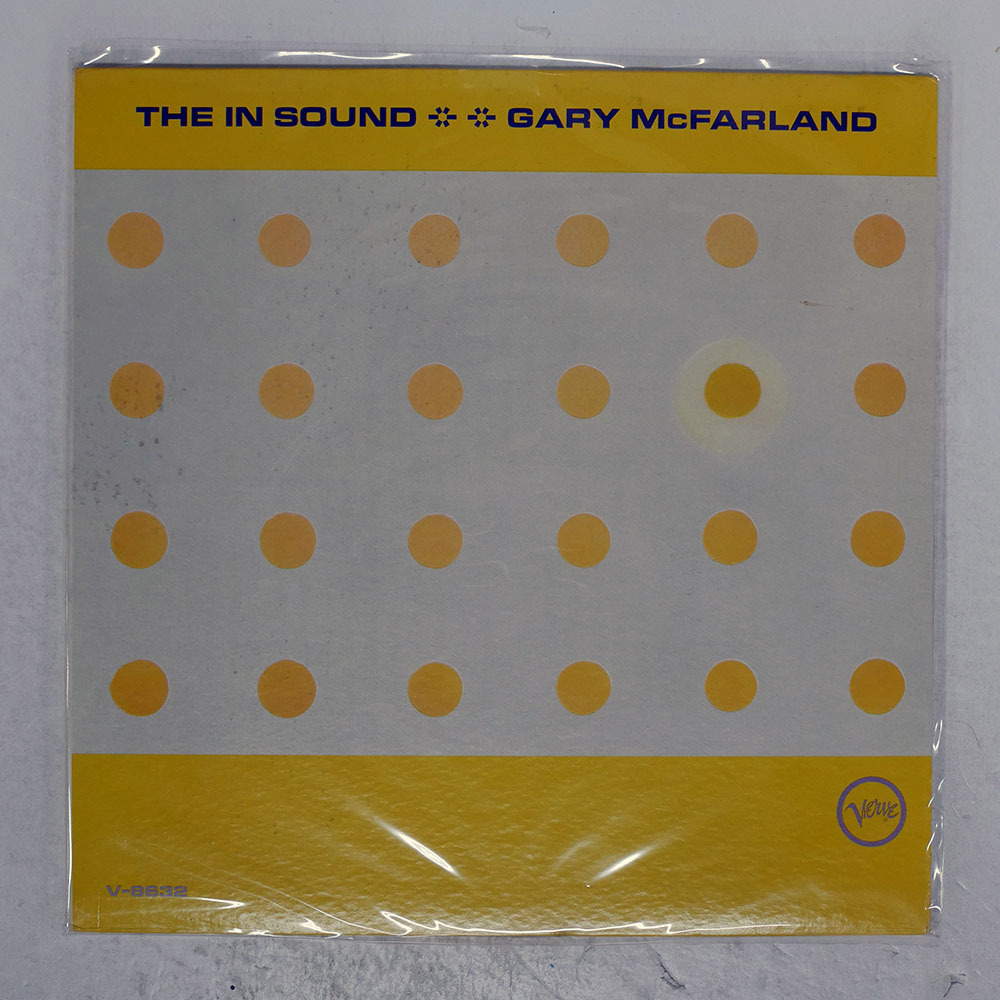 THE IN SOUND ⁘ ⁘ GARY McFARLAND
Verve
V-8632